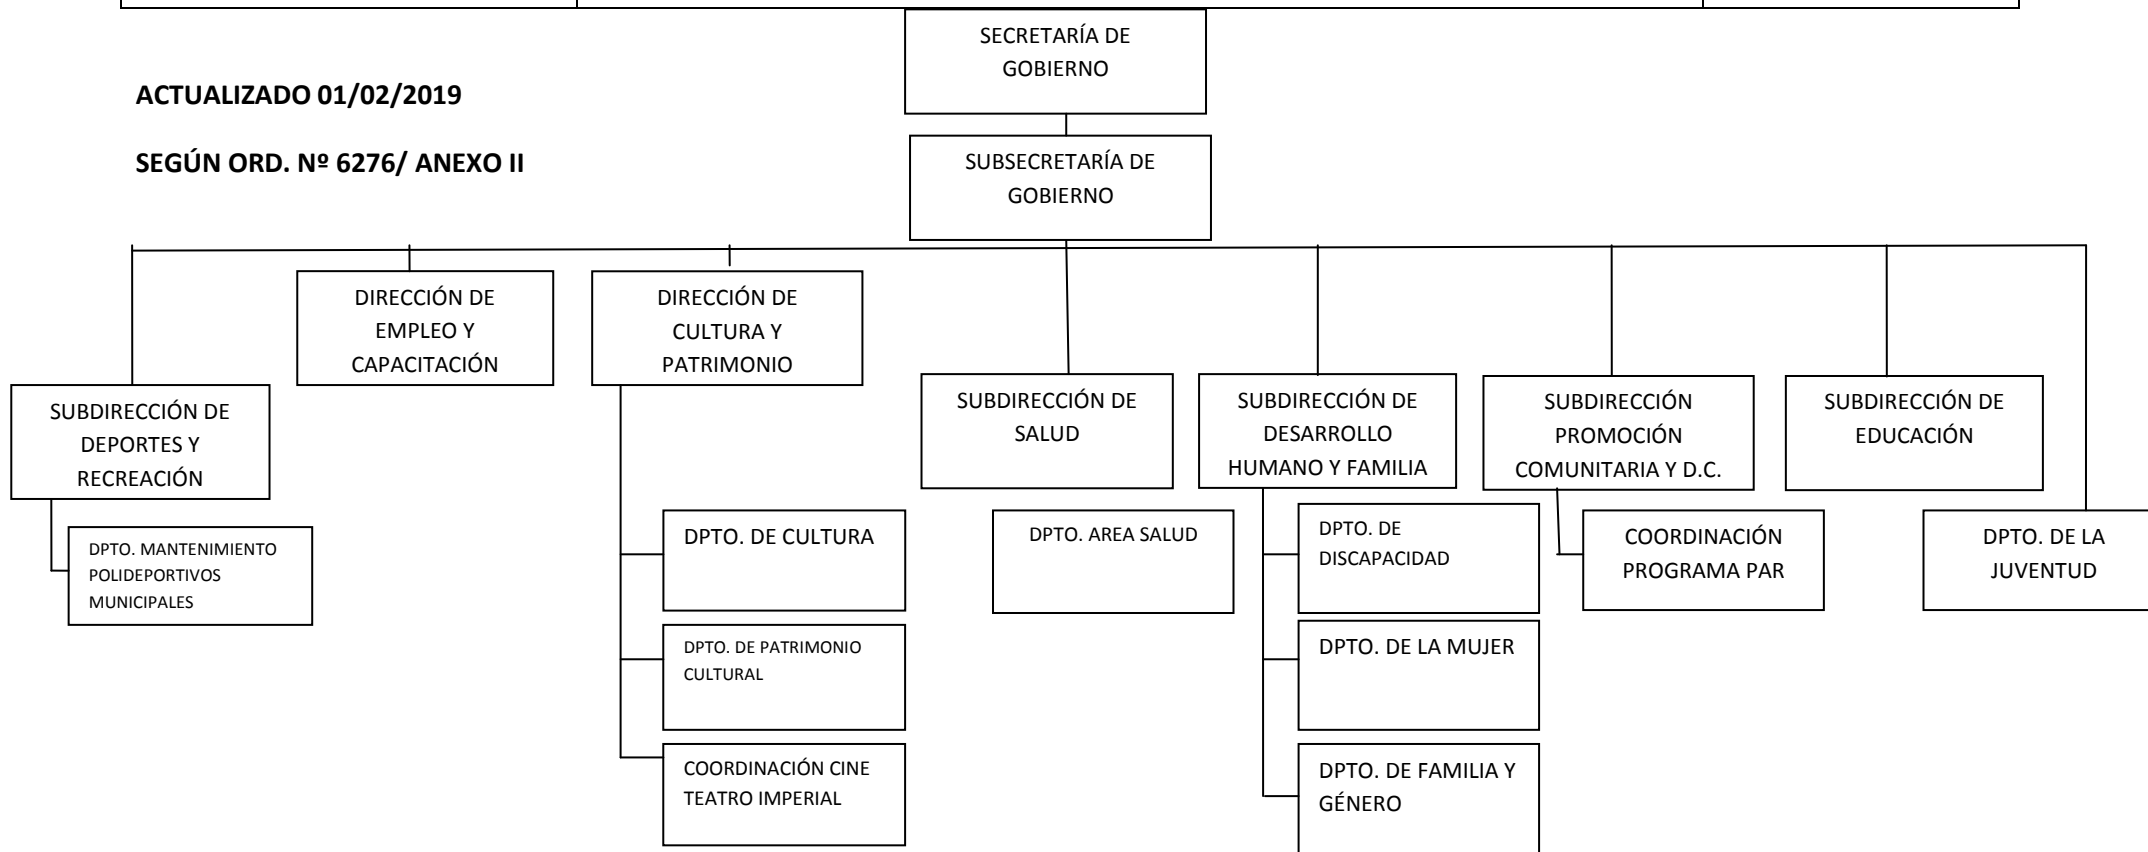 SECRETARÍA DE
GOBIERNO
ACTUALIZADO 01/02/2019
SEGÚN ORD. Nº 6276/ ANEXO II
SUBSECRETARÍA DE
GOBIERNO
DIRECCIÓN DE
EMPLEO Y
CAPACITACIÓN
DIRECCIÓN DE
CULTURA Y
PATRIMONIO
SUBDIRECCIÓN DE
DEPORTES Y
RECREACIÓN
SUBDIRECCIÓN DE
SALUD
SUBDIRECCIÓN DE
DESARROLLO
HUMANO Y FAMILIA
SUBDIRECCIÓN
PROMOCIÓN
COMUNITARIA Y D.C.
SUBDIRECCIÓN DE
EDUCACIÓN
DPTO. MANTENIMIENTO
POLIDEPORTIVOS
MUNICIPALES
DPTO. DE CULTURA
DPTO. AREA SALUD
DPTO. DE
DISCAPACIDAD
COORDINACIÓN
PROGRAMA PAR
DPTO. DE LA
JUVENTUD
DPTO. DE PATRIMONIO
CULTURAL
DPTO. DE LA MUJER
COORDINACIÓN CINE
TEATRO IMPERIAL
DPTO. DE FAMILIA Y
GÉNERO